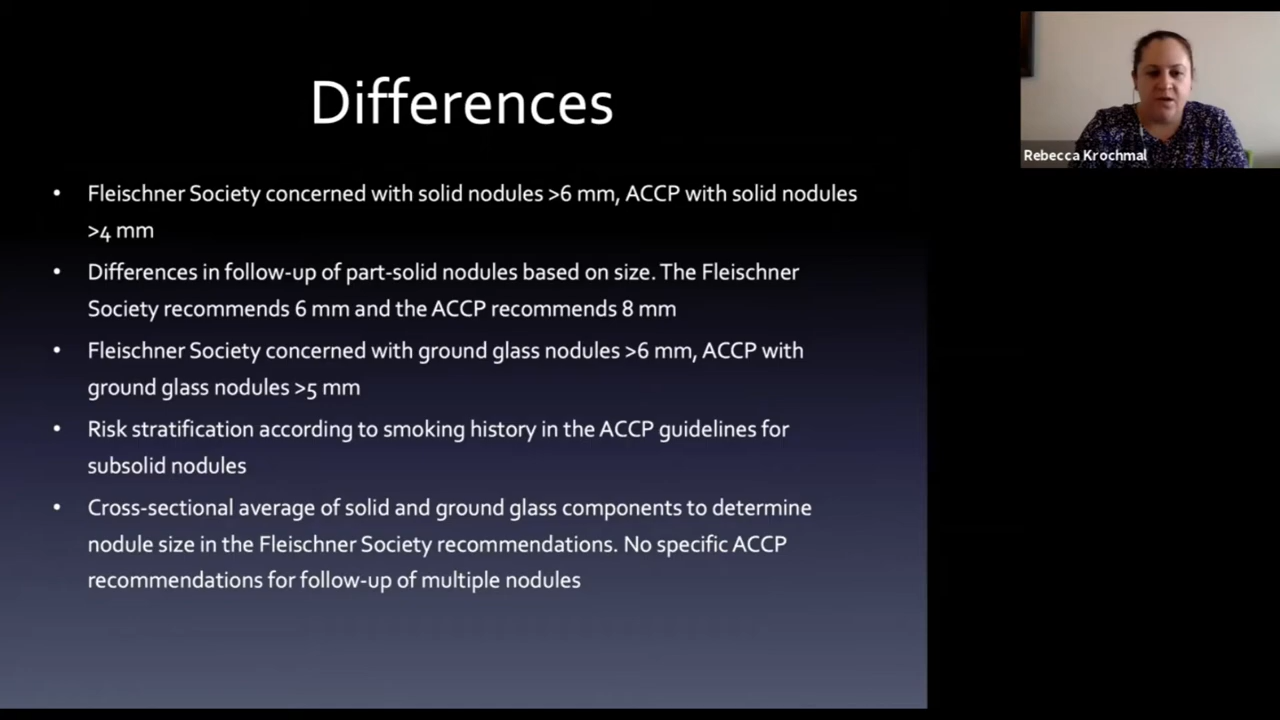 Differences
Rebecca Krochmal
• Fleischner Society concerned with solid nodules >6 mm, ACCP with solid nodules
>4 mm
• Differences in follow-up of part-solid nodules based on size. The Fleischner
Society recommends 6 mm and the ACCP recommends 8 mm
• Fleischner Society concerned with ground glass nodules >6 mm, ACCP with
ground glass nodules >5 mm
• Risk stratification according to smoking history in the ACCP guidelines for
subsolid nodules
• Cross-sectional average of solid and ground glass components to determine
nodule size in the Fleischner Society recommendations. No specific ACCP
recommendations for follow-up of multiple nodules